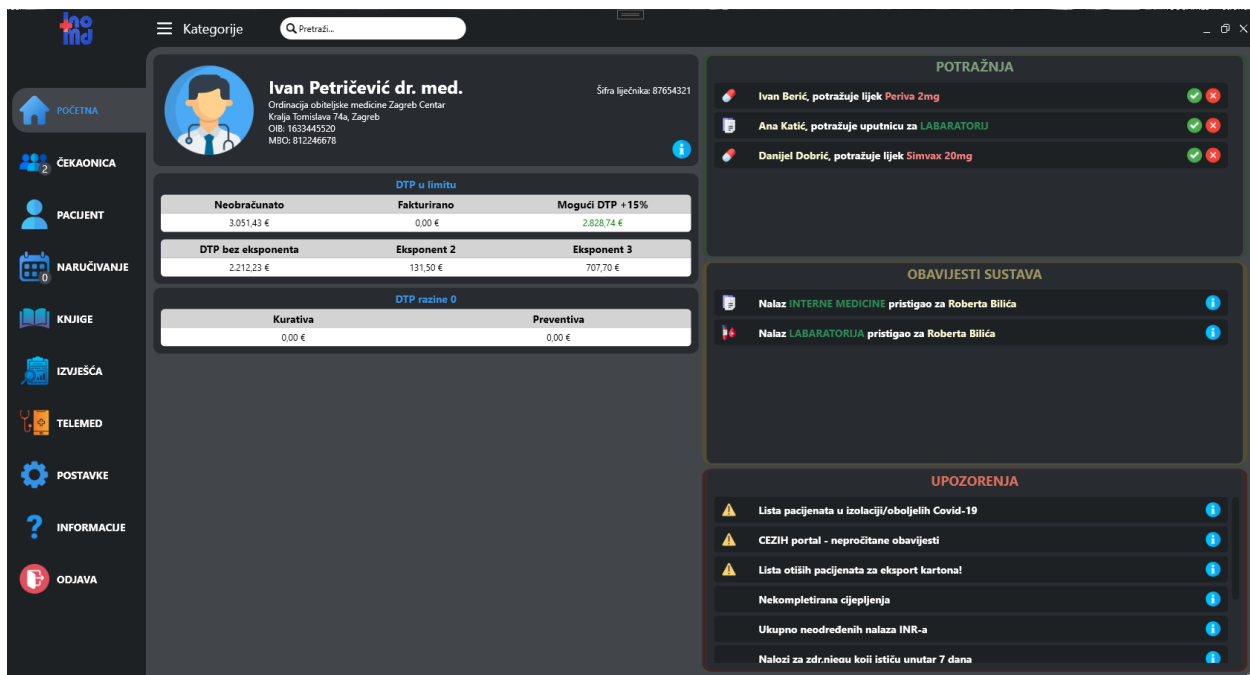 ino
md
Kategorije
Pretraži...
POČETNA
2
ČEKAONICA
PACIJENT
0
NARUČIVANJE
KNJIGE
IZVJEŠĆA
TELEMED
POSTAVKE
INFORMACIJE
ODJAVA
Ivan Petričević dr. med.
Šifra liječnika: 87654321
Ordinacija obiteljske medicine Zagreb Centar
Kralja Tomislava 74a, Zagreb
OIB: 1633445520
MBO: 812246678
DTP u limitu
Neobračunato Fakturirano Mogući DTP +15%
3.051,43 € 0,00 € 2.828,74 €
DTP bez eksponenta Eksponent 2 Eksponent 3
2.212,23 € 131,50 € 707,70 €
DTP razine 0
Kurativa Preventiva
0,00 € 0,00 €
POTRAŽNJA
Ivan Berić, potražuje lijek Periva 2mg
Ana Katić, potražuje uputnicu za LABARATORIJ
Danijel Dobrić, potražuje lijek Simvax 20mg
OBAVIJESTI SUSTAVA
Nalaz INTERNE MEDICINE pristigao za Roberta Bilića
Nalaz LABARATORIJA pristigao za Roberta Bilića
UPOZORENJA
Lista pacijenata u izolaciji/oboljelih Covid-19
CEZIH portal - nepročitane obavijesti
Lista otiših pacijenata za eksport kartona!
Nekompletirana cijepljenja
Ukupno neodređenih nalaza INR-a
Nalozi za zdr.njegu koji ističu unutar 7 dana